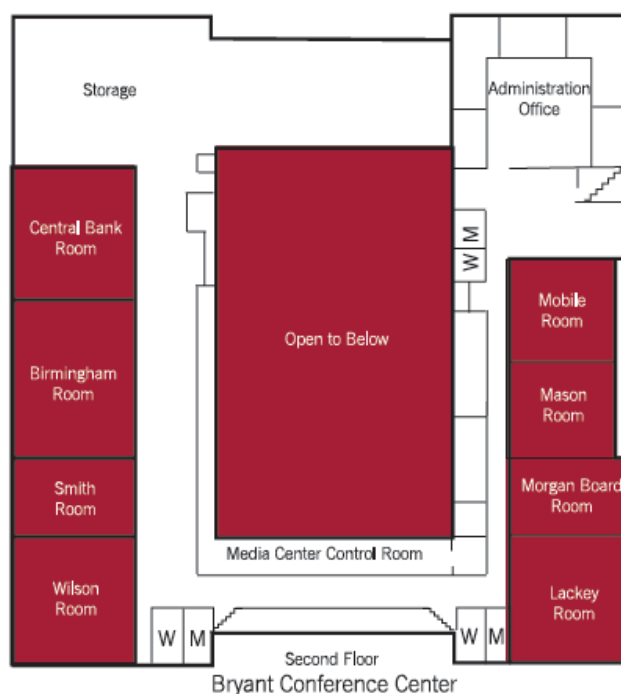 Storage
Administration
Office
Central Bank
Room
M
W
Mobile
Room
Open to Below
Birmingham
Room
Mason
Room
Smith
Room
Morgan Board
Room
Media Center Control Room
Wilson
Room
Lackey
Room
W M
W M
Second Floor
Bryant Conference Center